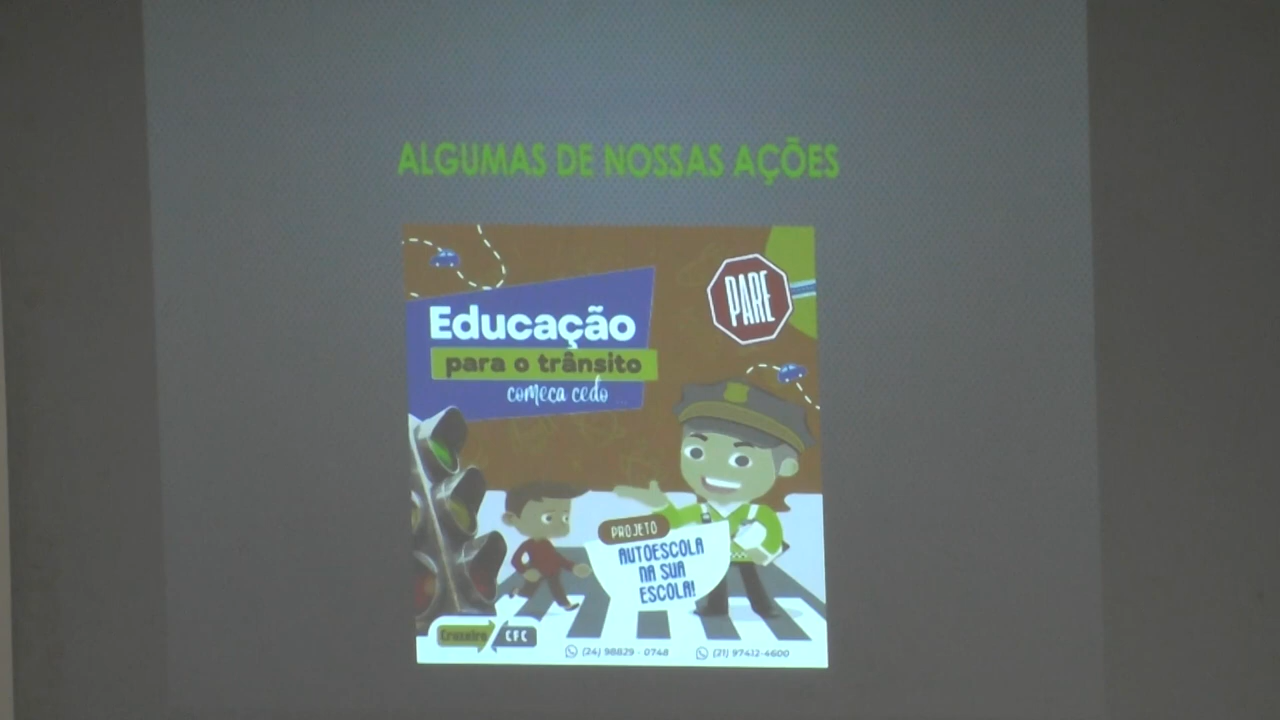 ALGUMAS DE NOSSAS AÇÕES
PARE
Educação
para o trânsito
começa cedo
PROJETO
AUTOESCOLA
NA SUA
ESCOLA!
Cruzeiro CFC
(24) 98829 - 0748 (21) 97412-4600